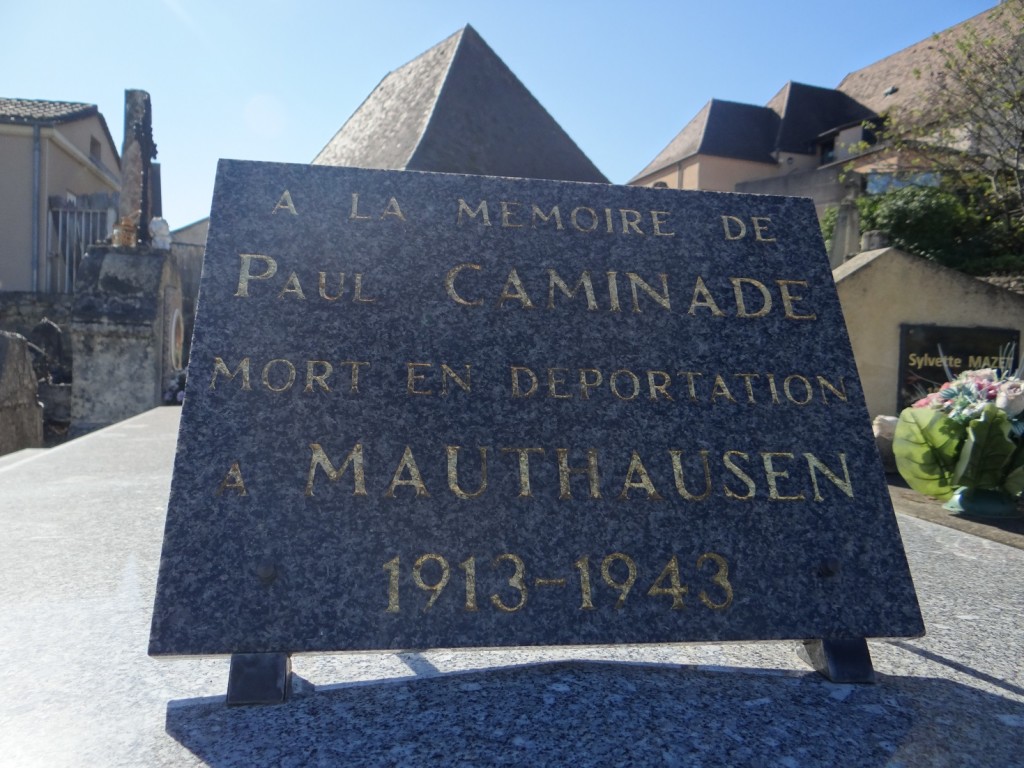 A LA MEMOIRE DE
PAUL CAMINADE
MORT EN DEPORTATION
A MAUTHAUSEN
1913-1943
Sylvette